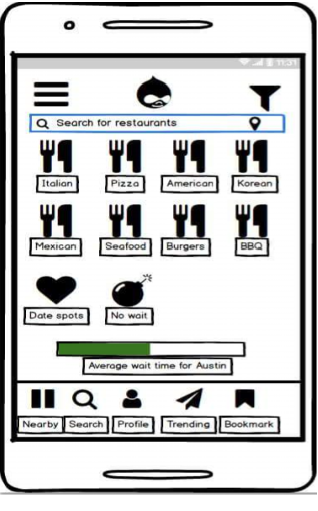 11:31
Search for restaurants
Italian Pizza American Korean
Mexican Seafood Burgers BBQ
Date spots No wait
Average wait time for Austin
Nearby Search Profile Trending Bookmark